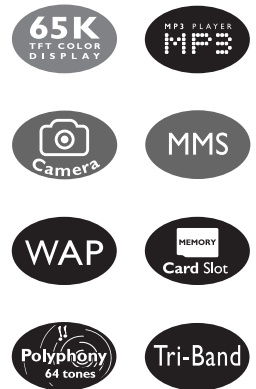 65K
TFT COLOR
DISPLAY
MP3 PLAYER
MP3
Camera
MMS
WAP
MEMORY
Card Slot
Polyphony
64 tones
Tri-Band